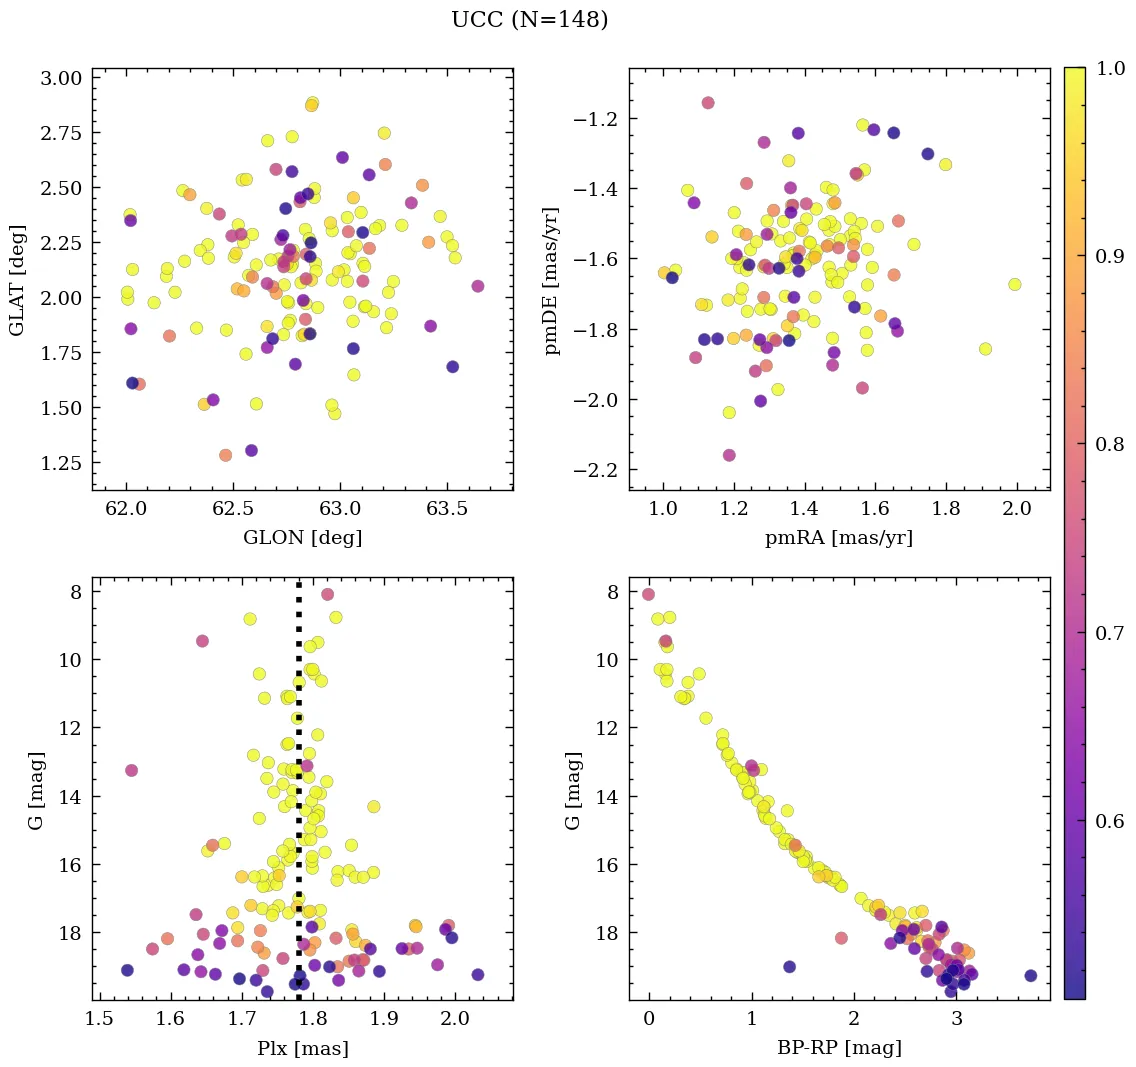 UCC (N=148)
3.00
2.75
2.50
2.25
2.00
1.75
1.50
1.25
GLAT [deg]
62.0 62.5 63.0 63.5
GLON [deg]
−1.2
−1.4
−1.6
−1.8
−2.0
−2.2
pmDE [mas/yr]
1.0 1.2 1.4 1.6 1.8 2.0
pmRA [mas/yr]
8
10
12
14
16
18
G [mag]
1.5 1.6 1.7 1.8 1.9 2.0
Plx [mas]
8
10
12
14
16
18
G [mag]
0 1 2 3
BP-RP [mag]
1.0
0.9
0.8
0.7
0.6